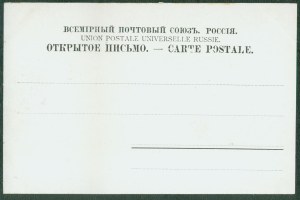 ВСЕМІРНЫЙ ПОЧТОВЫЙ СОЮЗЪ. РОССІЯ.
UNION POSTALE UNIVERSELLE RUSSIE.
ОТКРЫТОЕ ПИСЬМО. — CARTE POSTALE.